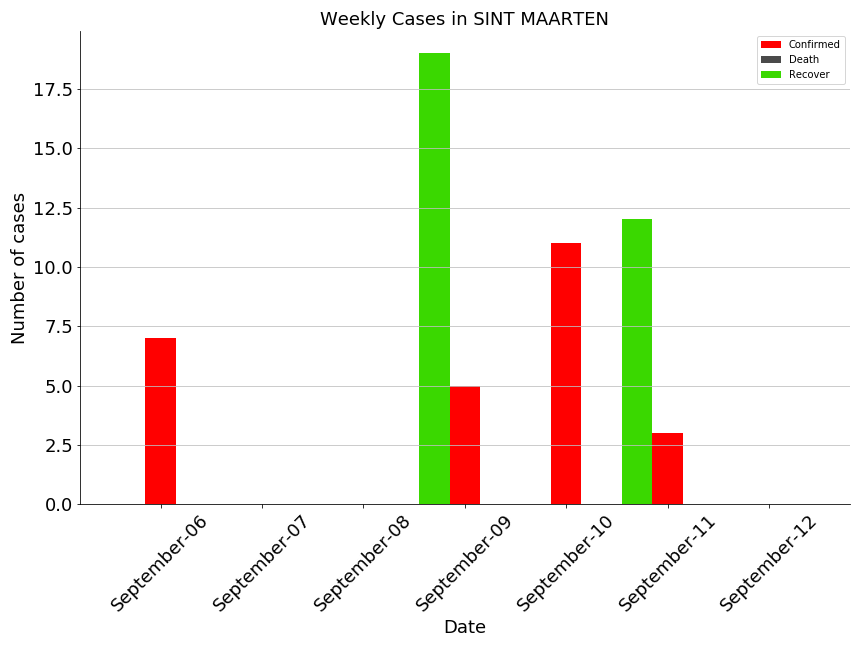 Weekly Cases in SINT MAARTEN
Confirmed
Death
Recover
Number of cases
17.5
15.0
12.5
10.0
7.5
5.0
2.5
0.0
September-06
September-07
September-08
September-09
September-10
September-11
September-12
Date